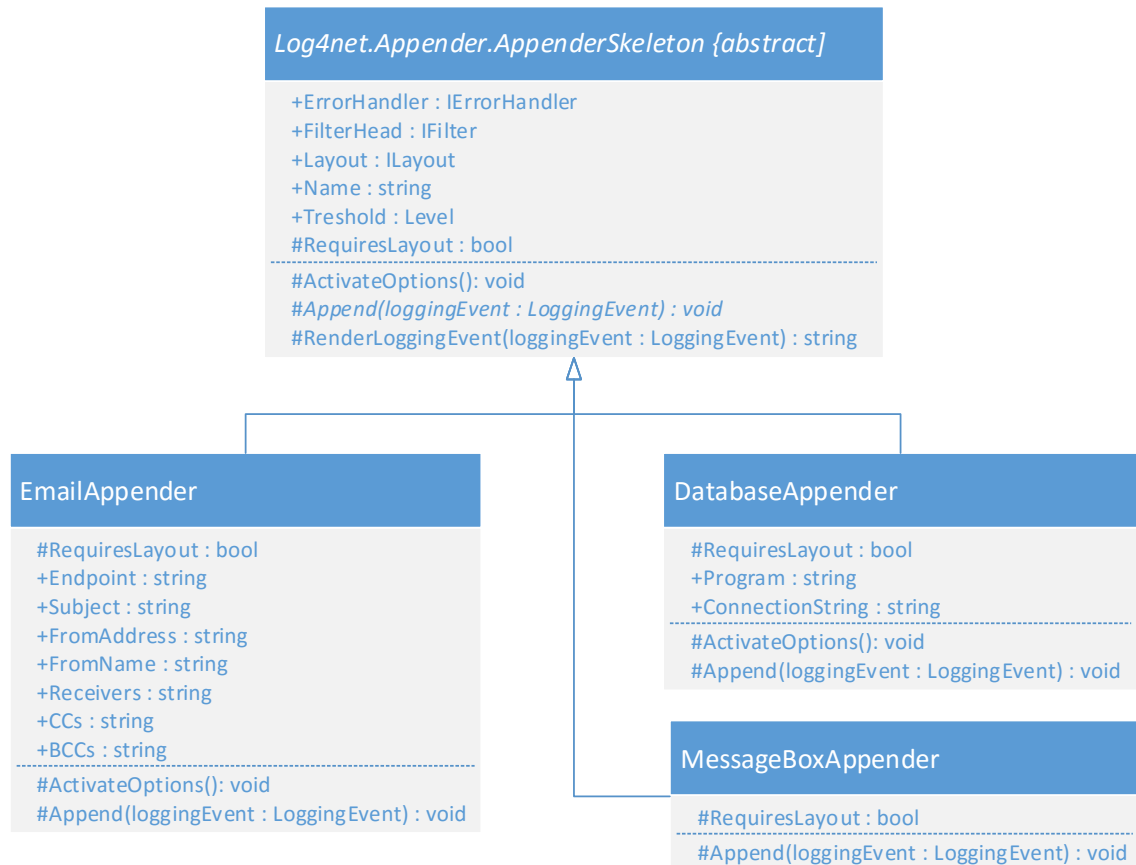 Log4net.Appender.AppenderSkeleton {abstract]
+ErrorHandler : IErrorHandler
+FilterHead : IFilter
+Layout : ILayout
+Name : string
+Treshold : Level
#RequiresLayout : bool
#ActivateOptions(): void
#Append(loggingEvent : LoggingEvent) : void
#RenderLoggingEvent(loggingEvent : LoggingEvent) : string
EmailAppender
#RequiresLayout : bool
+Endpoint : string
+Subject : string
+FromAddress : string
+FromName : string
+Receivers : string
+CCs : string
+BCCs : string
#ActivateOptions(): void
#Append(loggingEvent : LoggingEvent) : void
DatabaseAppender
#RequiresLayout : bool
+Program : string
+ConnectionString : string
#ActivateOptions(): void
#Append(loggingEvent : LoggingEvent) : void
MessageBoxAppender
#RequiresLayout : bool
#Append(loggingEvent : LoggingEvent) : void